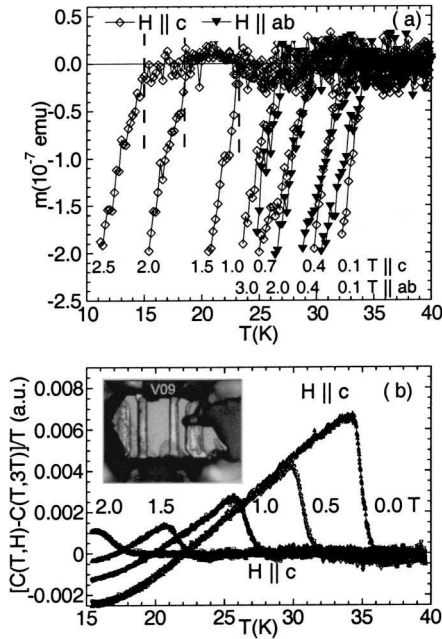 H || c H || ab ( a )
0.0
-0.5
-1.0
-1.5
-2.0
-2.5
m(10-7 emu)
2.5 2.0 1.5 1.0 0.7 0.4 0.1 T || c
3.0 2.0 0.4 0.1 T || ab
10 15 20 25 30 35 40
T(K)
[C(T,H)-C(T,3T)]/T (a.u.)
0.008
0.006
0.004
0.002
0
-0.002
V09
H || c ( b )
2.0 1.5 1.0 0.5 0.0 T
H || c
15 20 25 30 35 40
T(K)